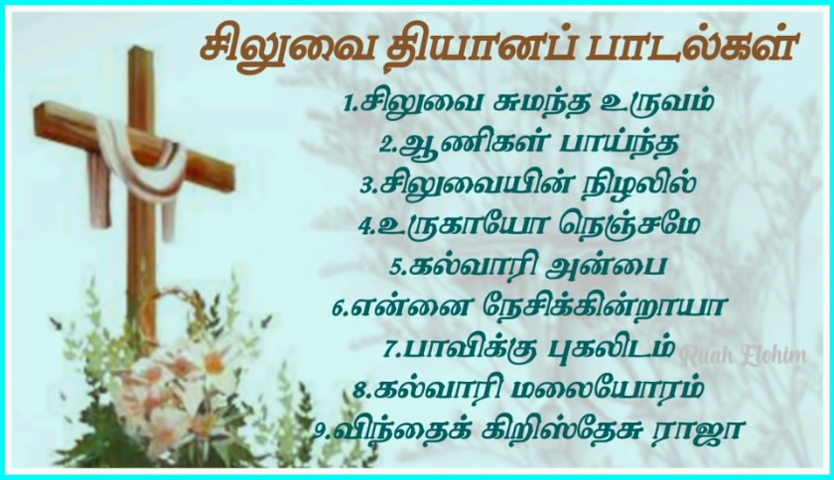 சிலுவை தியானப் பாடல்கள்
1.சிலுவை சுமந்த உருவம்
2.ஆணிகள் பாய்ந்த
3.சிலுவையின் நிழலில்
4.உருகாயோ நெஞ்சமே
5.கல்வாரி அன்பை
6.என்னை நேசிக்கின்றாயா
7.பாவிக்கு புகலிடம்
Ruah Elohim
8.கல்வாரி மலையோரம்
9.விந்தைக் கிறிஸ்தேசு ராஜா